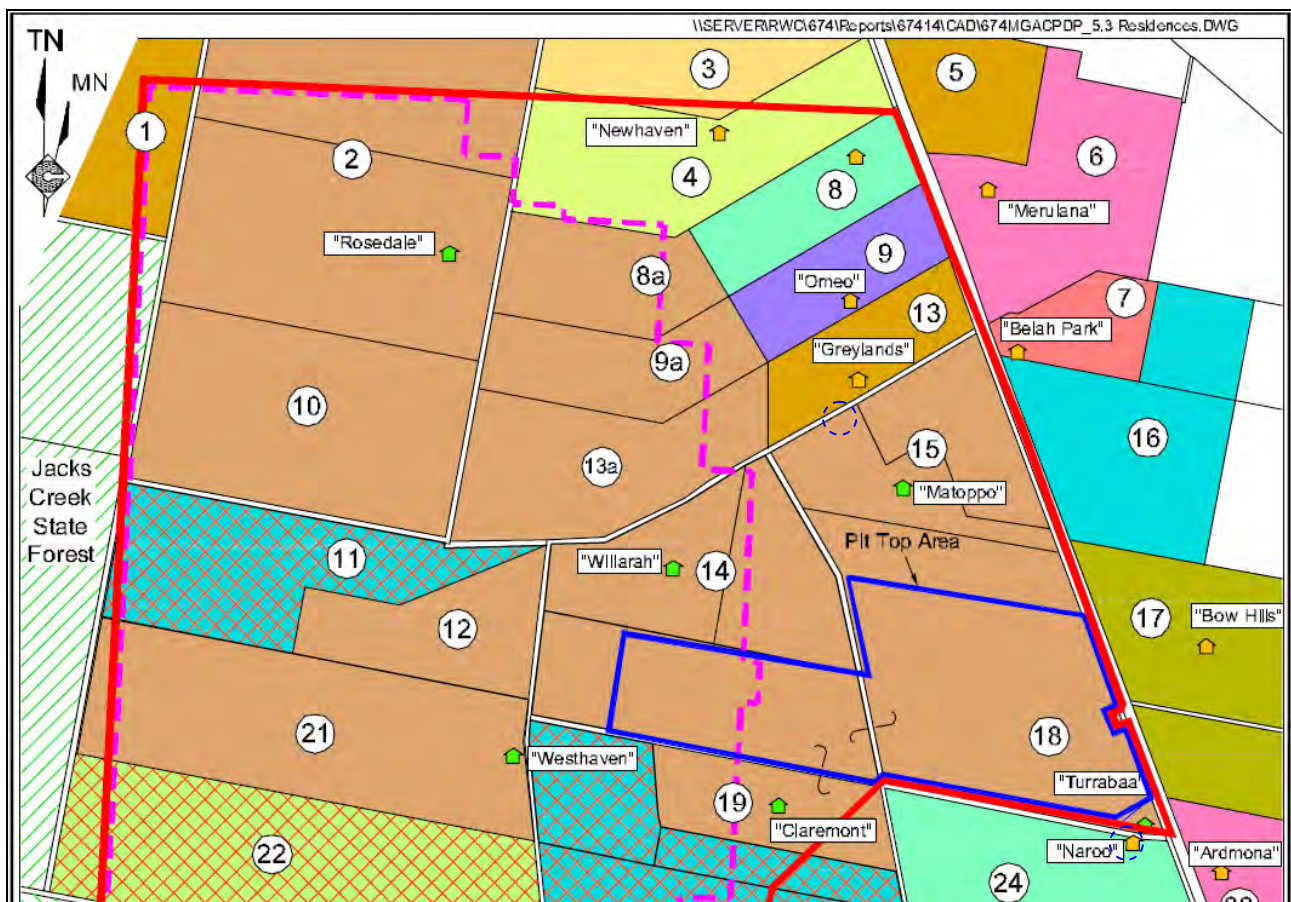 \\SERVER\RWC\674\Reports\67414\CAD\674MGACPDP_5.3 Residences.DWG
TN
MN
1
2
3
4
5
6
7
8
"Newhaven"
"Merulana"
"Rosedale"
8a
9
"Omeo"
13
"Belah Park"
"Greylands"
9a
10
13a
15
16
"Matoppo"
Jacks
Creek
State
Forest
Pit Top Area
11
"Willarah"
14
12
17
"Bow Hills"
21
"Westhaven"
18
"Turrabaa"
19
"Claremont"
22
"Naroo"
"Ardmona"
24